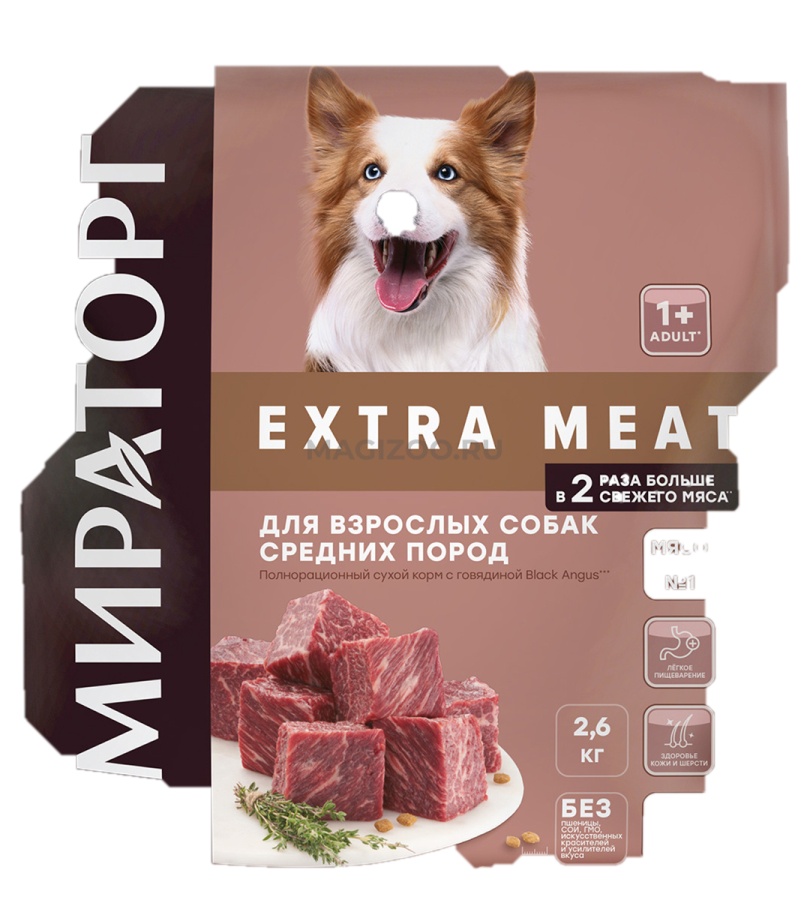 МИРАТОРГ
1+
ADULT*
EXTRA MEAT
MAGIZOO.RU
В 2 РАЗА БОЛЬШЕ
СВЕЖЕГО МЯСА**
ДЛЯ ВЗРОСЛЫХ СОБАК
СРЕДНИХ ПОРОД
Полнорационный сухой корм с говядиной Black Angus***
№1
ЛЁГКОЕ
ПИЩЕВАРЕНИЕ
2,6
КГ
ЗДОРОВЬЕ
КОЖИ И ШЕРСТИ
БЕЗ
пшеницы,
СОИ, ГМО,
искусственных
красителей
и усилителей
вкуса